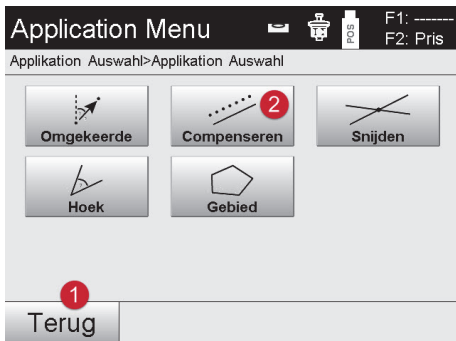 Application Menu
POS
F1: -------
F2: Pris
Applikation Auswahl>Applikation Auswahl
Omgekeerde
Compenseren
2
Snijden
Hoek
Gebied
1
Terug